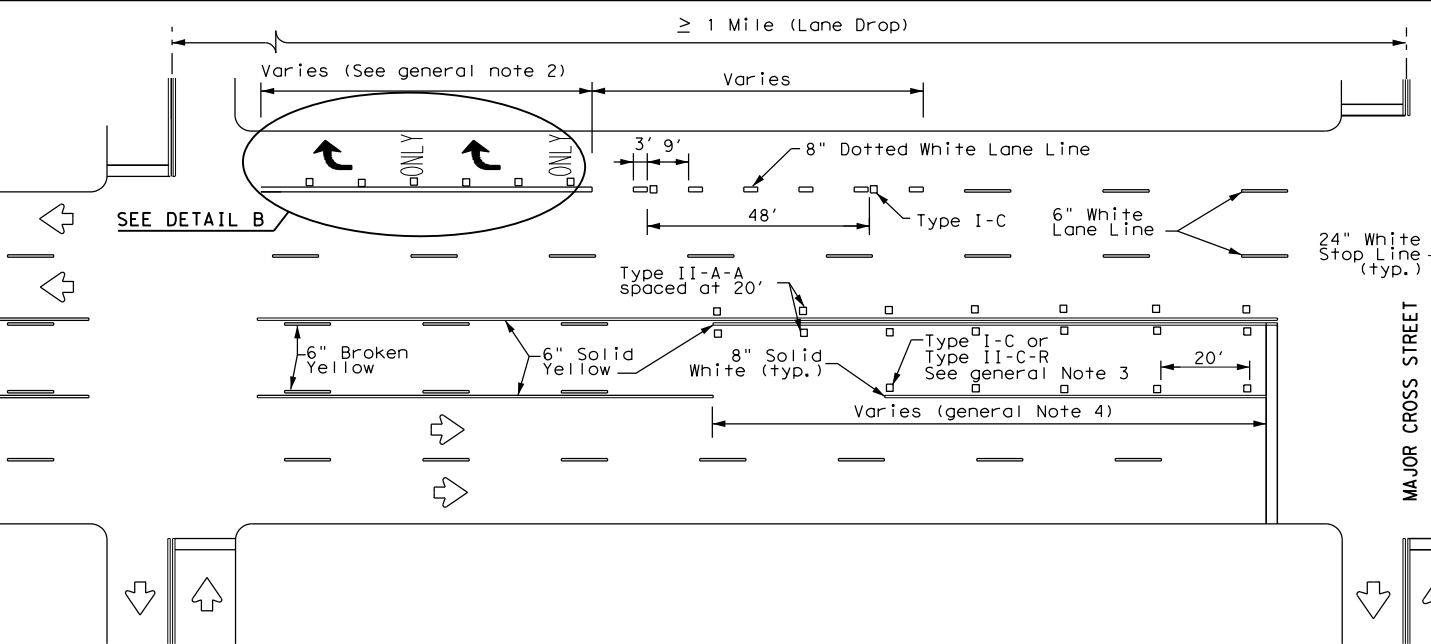 ≥ 1 Mile (Lane Drop)
Varies (See general note 2)
Varies
ONLY
ONLY
3'
9'
8" Dotted White Lane Line
SEE DETAIL B
48'
Type I-C
6" White
Lane Line
24" White
Stop Line
(typ.)
Type II-A-A
spaced at 20'
6" Broken
Yellow
6" Solid
Yellow
8" Solid
White (typ.)
Type I-C or
Type II-C-R
See general Note 3
20'
Varies (general Note 4)
MAJOR CROSS STREET